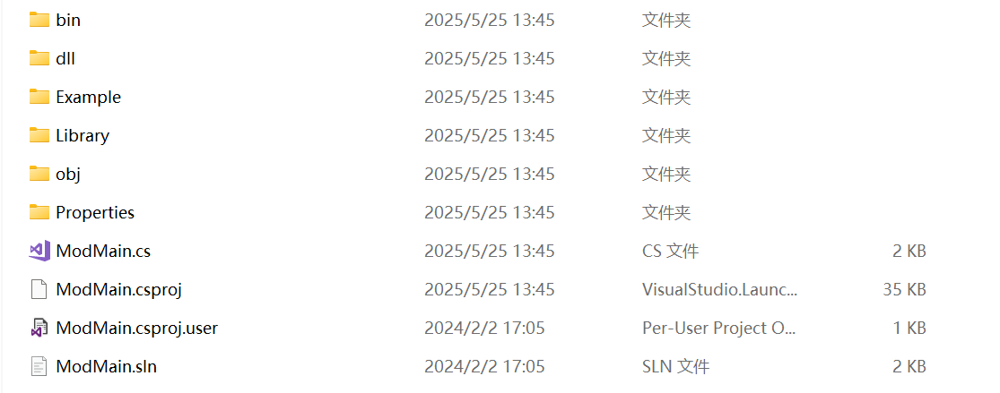 bin 2025/5/25 13:45 文件夹
dll 2025/5/25 13:45 文件夹
Example 2025/5/25 13:45 文件夹
Library 2025/5/25 13:45 文件夹
obj 2025/5/25 13:45 文件夹
Properties 2025/5/25 13:45 文件夹
ModMain.cs 2025/5/25 13:45 CS 文件 2 KB
ModMain.csproj 2025/5/25 13:45 VisualStudio.Launc... 35 KB
ModMain.csproj.user 2024/2/2 17:05 Per-User Project O... 1 KB
ModMain.sln 2024/2/2 17:05 SLN 文件 2 KB